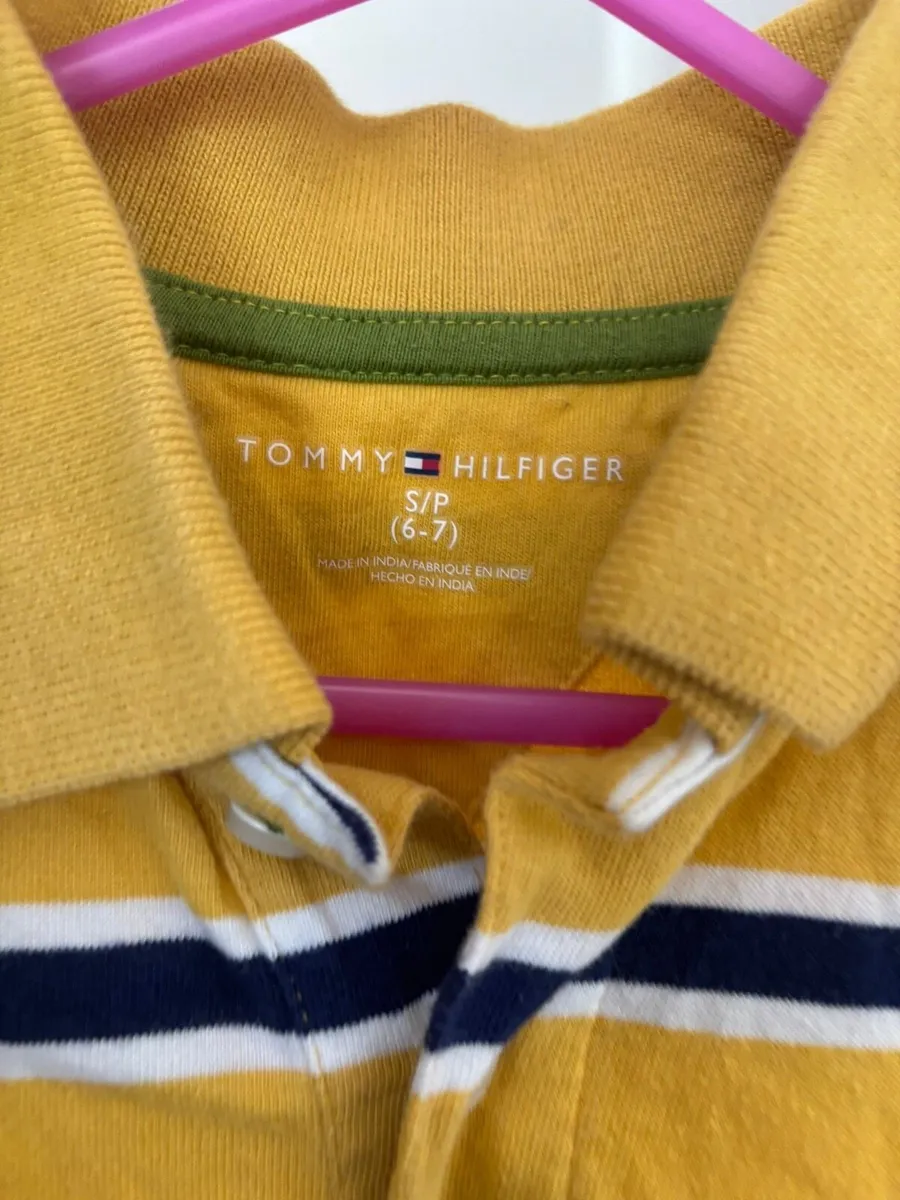 TOMMY HILFIGER
S/P
(6-7)
MADE IN INDIA/FABRIQUÉ EN INDE/
HECHO EN INDIA